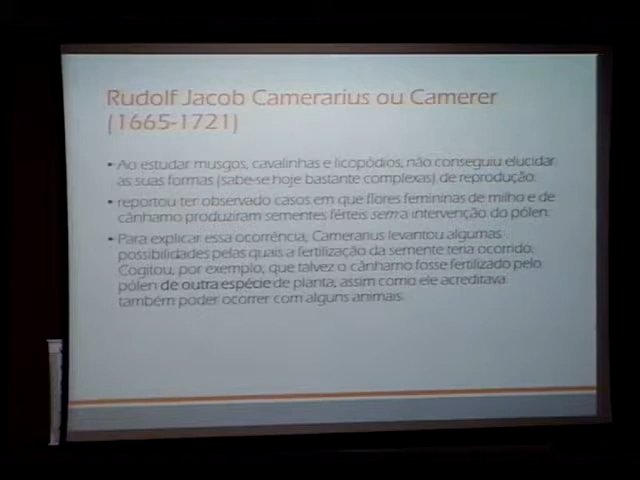 Rudolf Jacob Camerarius ou Camerer
(1665-1721)
• Ao estudar musgos, cavalinhas e licopódios, não conseguiu elucidar
as suas formas (sabe-se hoje bastante complexas) de reprodução.
• reportou ter observado casos em que flores femininas de milho e de
cânhamo produziram sementes férteis sem a intervenção do pólen.
• Para explicar essa ocorrência, Camerarius levantou algumas
possibilidades pelas quais a fertilização da semente teria ocorrido.
Cogitou, por exemplo, que talvez o cânhamo fosse fertilizado pelo
pólen de outra espécie de planta, assim como ele acreditava
também poder ocorrer com alguns animais.